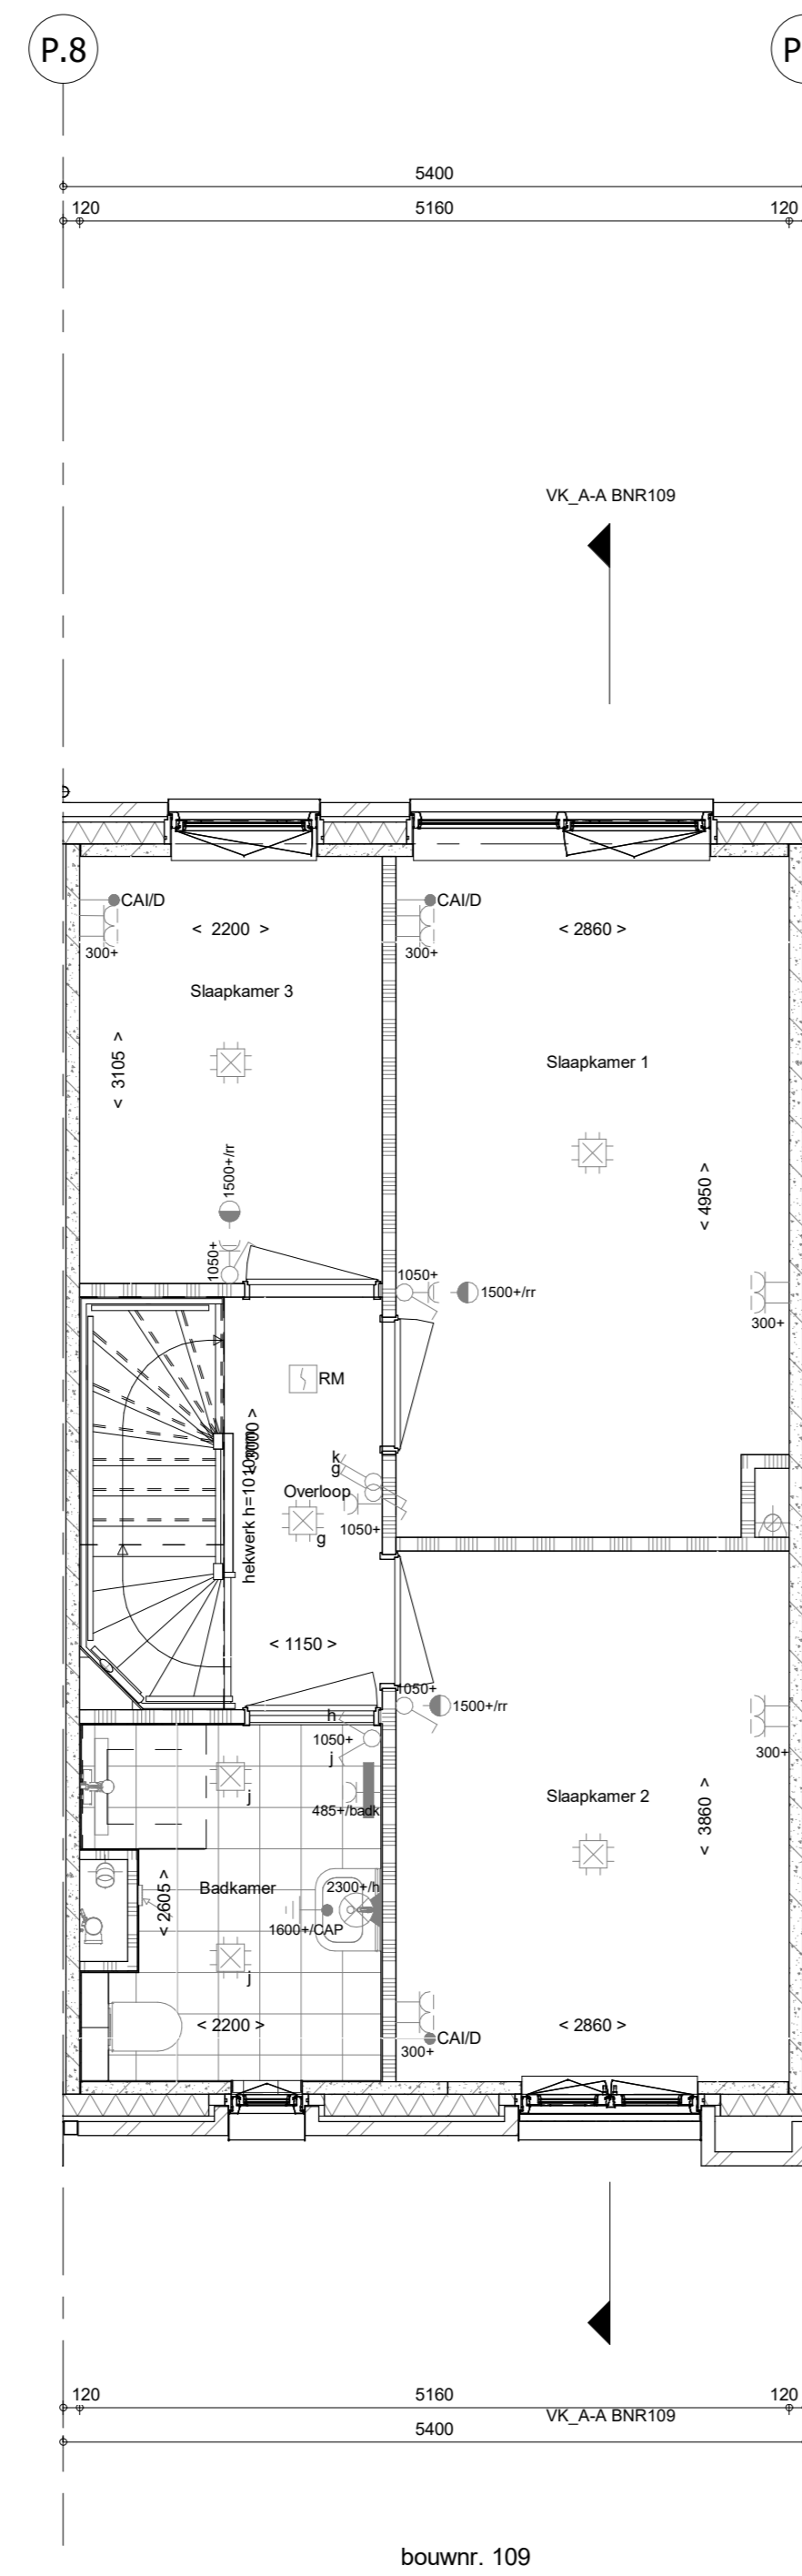 P.8
P
5400
120 5160 120
VK_A-A BNR109
CAI/D
300+
< 2200 >
CAI/D
300+
< 2860 >
Slaapkamer 3
Slaapkamer 1
< 3105 >
1500+/rr
1050+
< 4950 >
1050+
1500+/rr
300+
RM
hekwerk h=1010mm
< 3000 >
k
g
Overloop
1050+
g
< 1150 >
1050+
1500+/rr
h
1050+
j
300+
j
485+/badk
Slaapkamer 2
< 3860 >
Badkamer
2300+/h
< 2605 >
1600+/CAP
j
< 2200 >
300+
CAI/D
< 2860 >
120 5160 120
VK_A-A BNR109
5400
bouwnr. 109